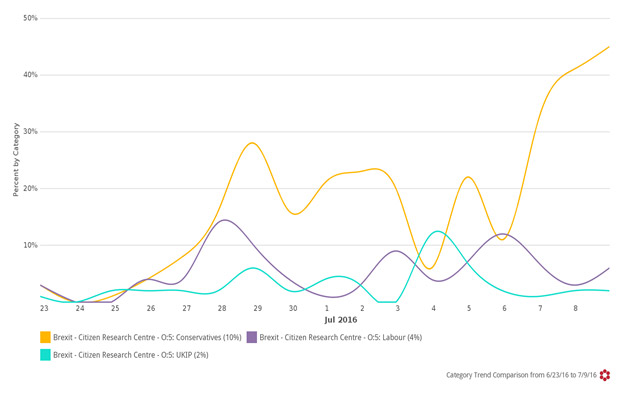 50%
40%
30%
20%
10%
Percent by Category
23 24 25 26 27 28 29 30 1 2 3 4 5 6 7 8
Jul 2016
Brexit - Citizen Research Centre - O:5: Conservatives (10%) Brexit - Citizen Research Centre - O:5: Labour (4%)
Brexit - Citizen Research Centre - O:5: UKIP (2%)
Category Trend Comparison from 6/23/16 to 7/9/16